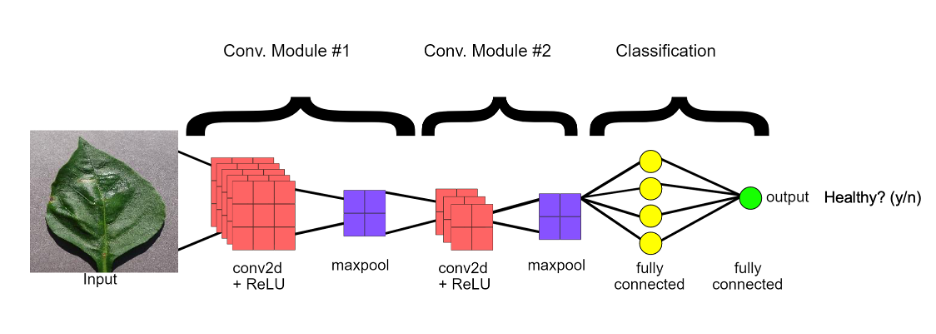 Conv. Module #1
Conv. Module #2
Classification
Input
conv2d
+ ReLU
maxpool
conv2d
+ ReLU
maxpool
fully
connected
fully
connected
output
Healthy? (y/n)